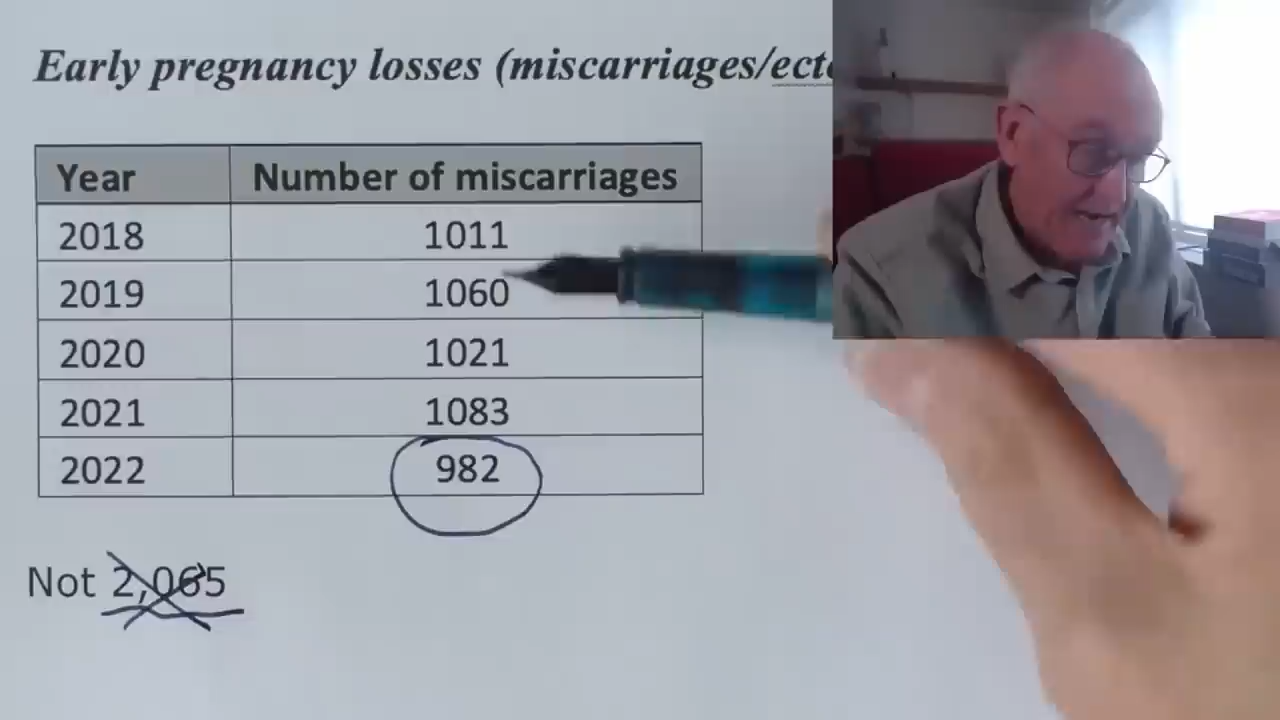 Early pregnancy losses (miscarriages/ecto
Year Number of miscarriages
2018 1011
2019 1060
2020 1021
2021 1083
2022 982
Not 2,065